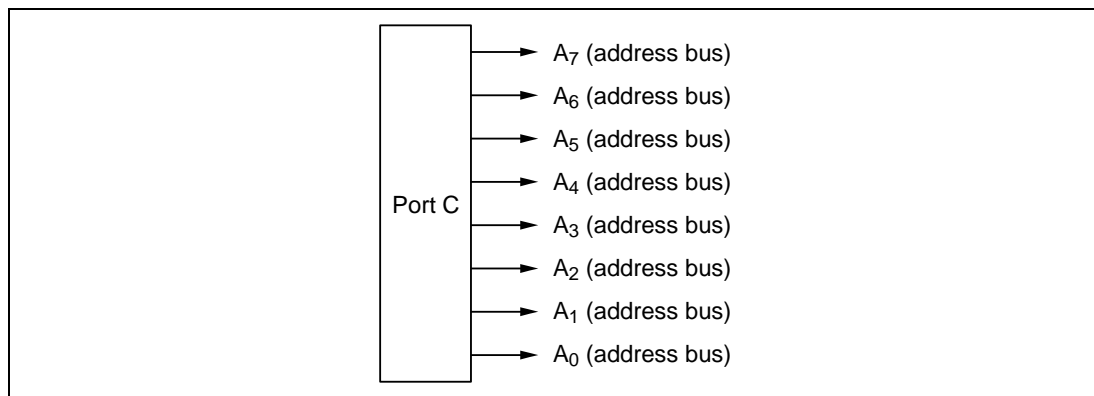 A7 (address bus)
A6 (address bus)
A5 (address bus)
A4 (address bus)
Port C
A3 (address bus)
A2 (address bus)
A1 (address bus)
A0 (address bus)